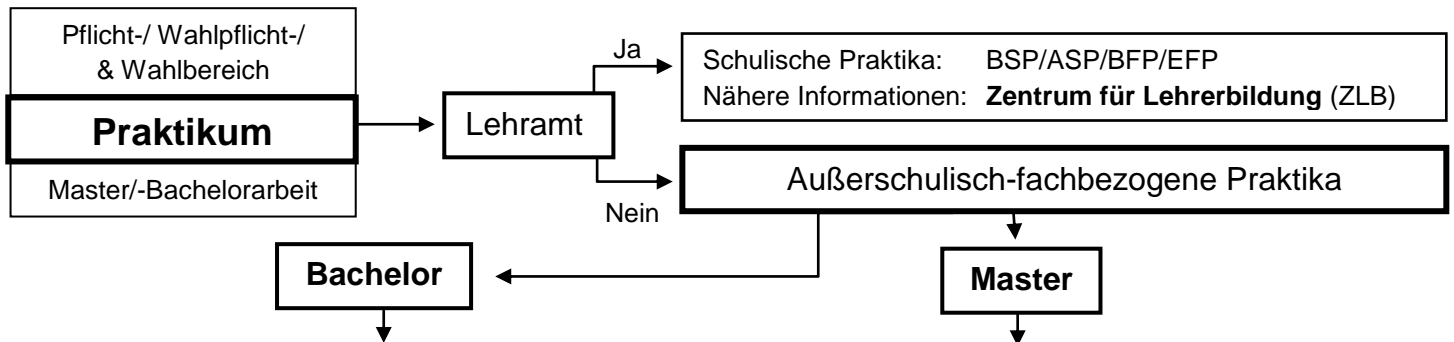 Pflicht-/ Wahlpflicht-/
& Wahlbereich
Praktikum
Master/-Bachelorarbeit
Lehramt
Ja
Schulische Praktika: BSP/ASP/BFP/EFP
Nähere Informationen: Zentrum für Lehrerbildung (ZLB)
Nein
Außerschulisch-fachbezogene Praktika
Bachelor
Master